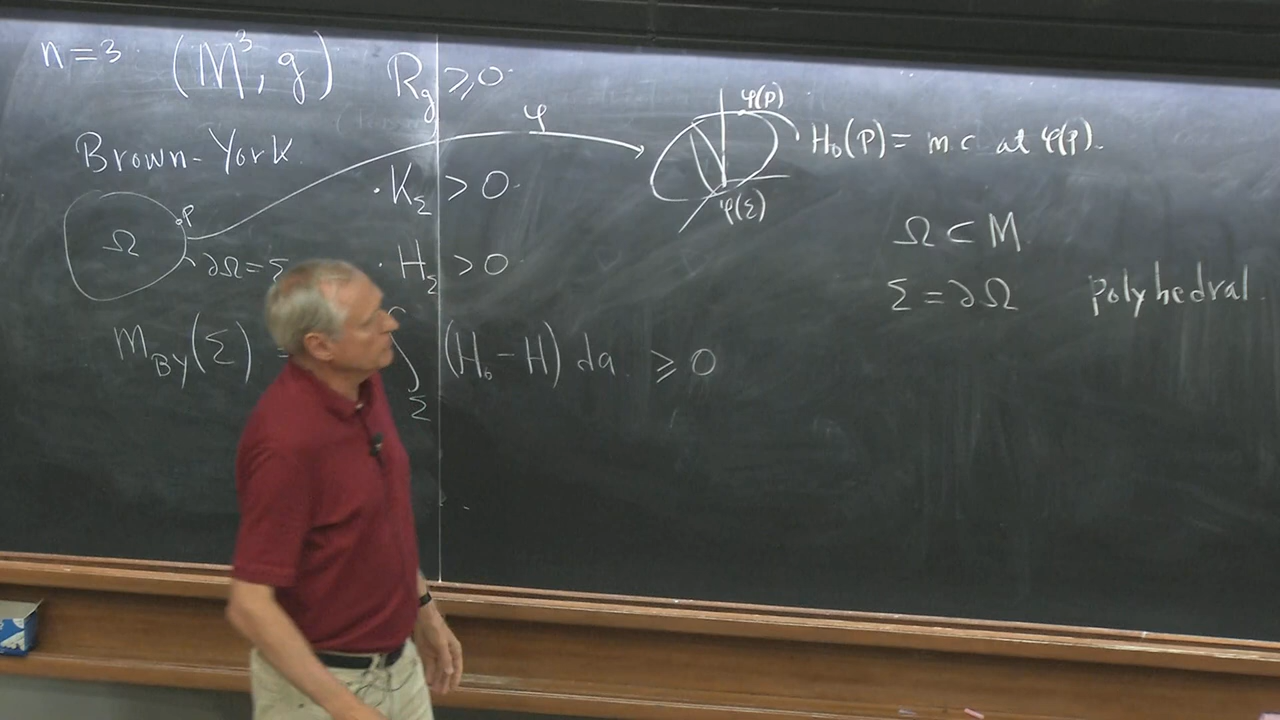 n=3 (M³, g) R_g ≥ 0
φ
φ(p)
H₀(p) = mc at φ(p).
Brown-York
· K_Σ > 0
φ(Σ)
p
Ω
∂Ω = Σ
· H_Σ > 0
Ω ⊂ M
Σ = ∂Ω polyhedral
m_BY(Σ) = ∫_Σ (H₀ - H) da ≥ 0